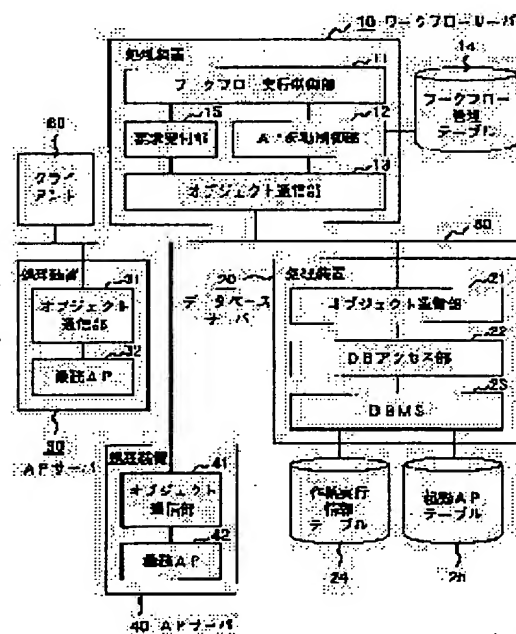 10 ワークフローサーバ
処理装置
11
ワークフロー実行制御部
14
15
要求受付部
12
AP起動制御部
ワークフロー
管理
テーブル
13
オブジェクト通信部
60
クライ
アント
50
処理装置
31
オブジェクト
通信部
32
業務AP
30
APサーバ
20
データベース
サーバ
処理装置
21
オブジェクト通信部
22
DBアクセス部
23
DBMS
処理装置
41
オブジェクト
通信部
42
業務AP
40 APサーバ
テーブル
24
起動AP
テーブル
25